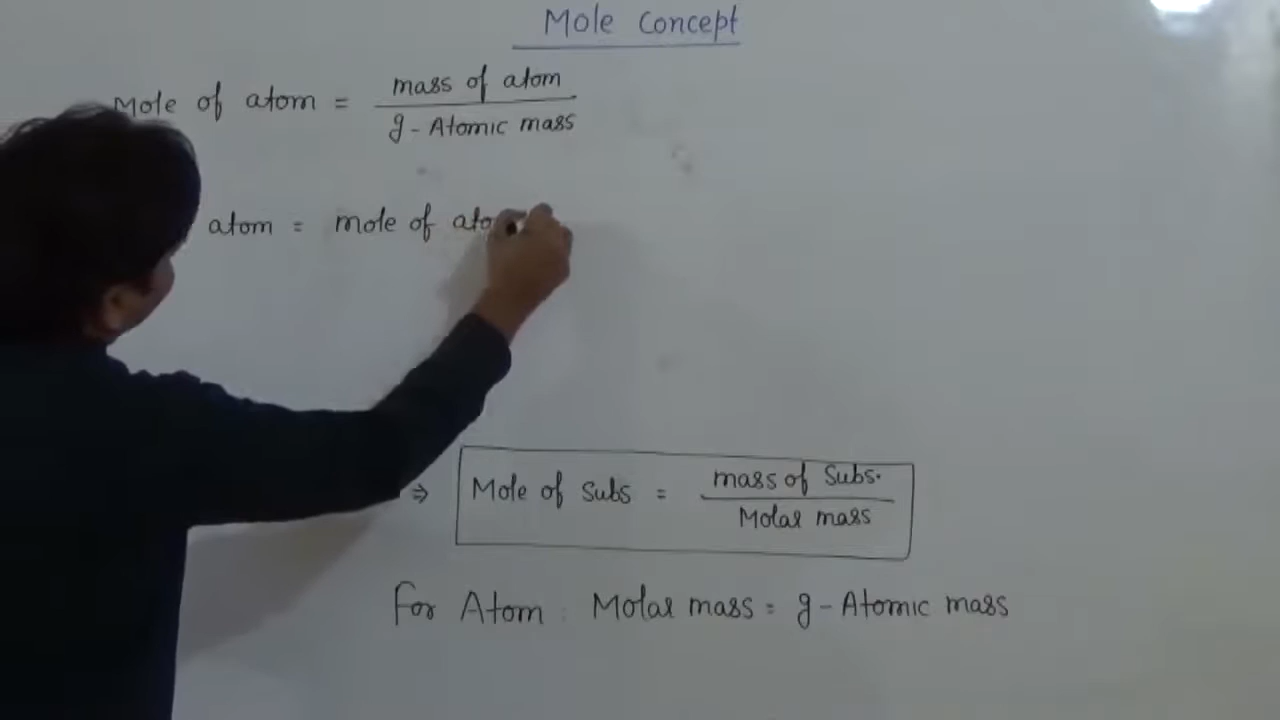 Mole Concept
Mole of atom = mass of atom
g-Atomic mass
atom = mole of ato
⇒ Mole of Subs = mass of Subs.
Molar mass
For Atom : Molar mass = g-Atomic mass